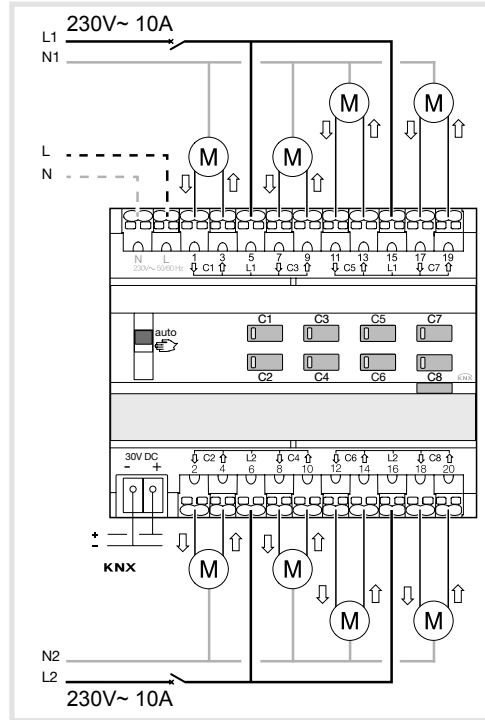 230V~ 10A
L1
N1
M M
M M
L
N
N L 1 3 5 7 9 11 13 15 17 19
230V~ 50/60 Hz C1 L1 C3 C5 L1 C7
auto
C1 C3 C5 C7
C2 C4 C6 C8
KNX
30V DC
- +
C2 L2 C4 C6 L2 C8
2 4 6 8 10 12 14 16 18 20
+
-
KNX
M M
M M
N2
L2
230V~ 10A